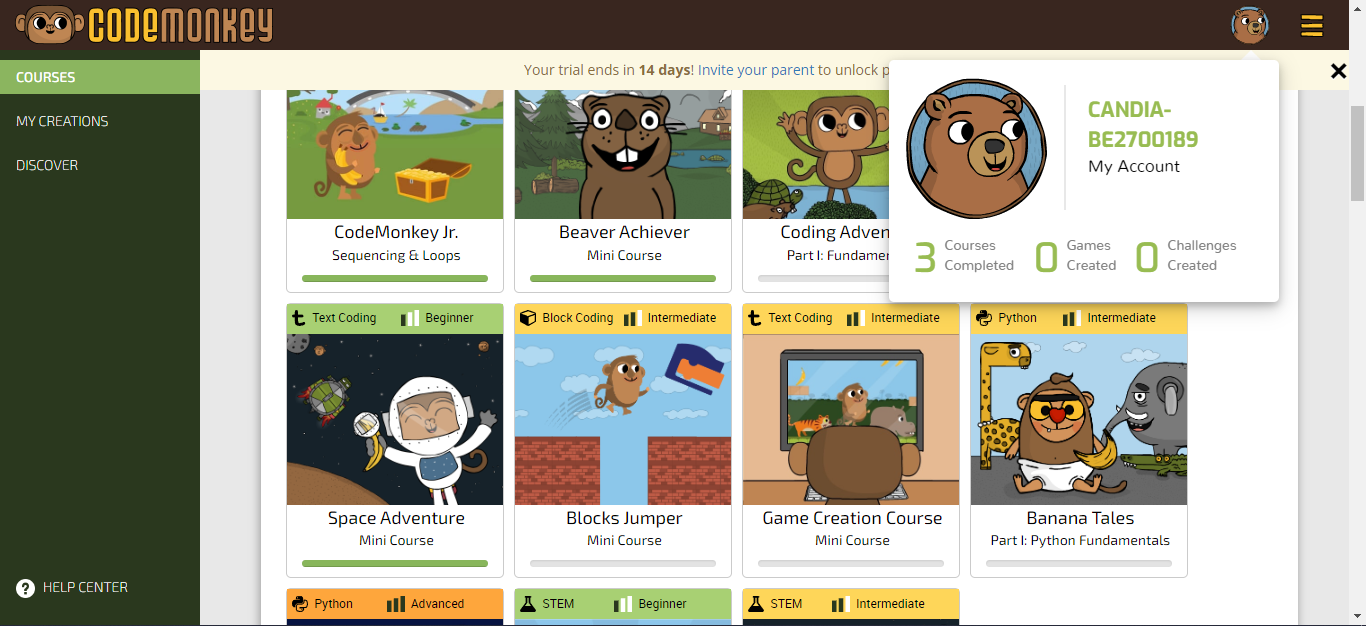 CODEMONKEY
COURSES
MY CREATIONS
DISCOVER
HELP CENTER
Your trial ends in 14 days! Invite your parent to unlock p
CANDIA-
BE2700189
My Account
3 Courses Completed
0 Games Created
0 Challenges Created
CodeMonkey Jr.
Sequencing & Loops
Beaver Achiever
Mini Course
Coding Adven
Part I: Fundamen
Text Coding Beginner
Space Adventure
Mini Course
Block Coding Intermediate
Blocks Jumper
Mini Course
Text Coding Intermediate
Game Creation Course
Mini Course
Python Intermediate
Banana Tales
Part I: Python Fundamentals
Python Advanced
STEM Beginner
STEM Intermediate